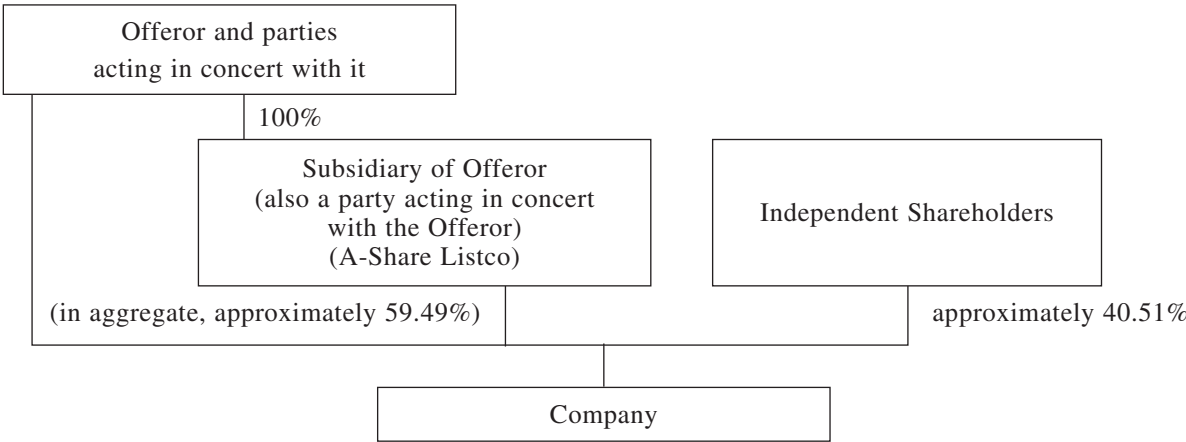 Offeror and parties
acting in concert with it
100%
Subsidiary of Offeror
(also a party acting in concert
with the Offeror)
(A-Share Listco)
Independent Shareholders
(in aggregate, approximately 59.49%)
approximately 40.51%
Company